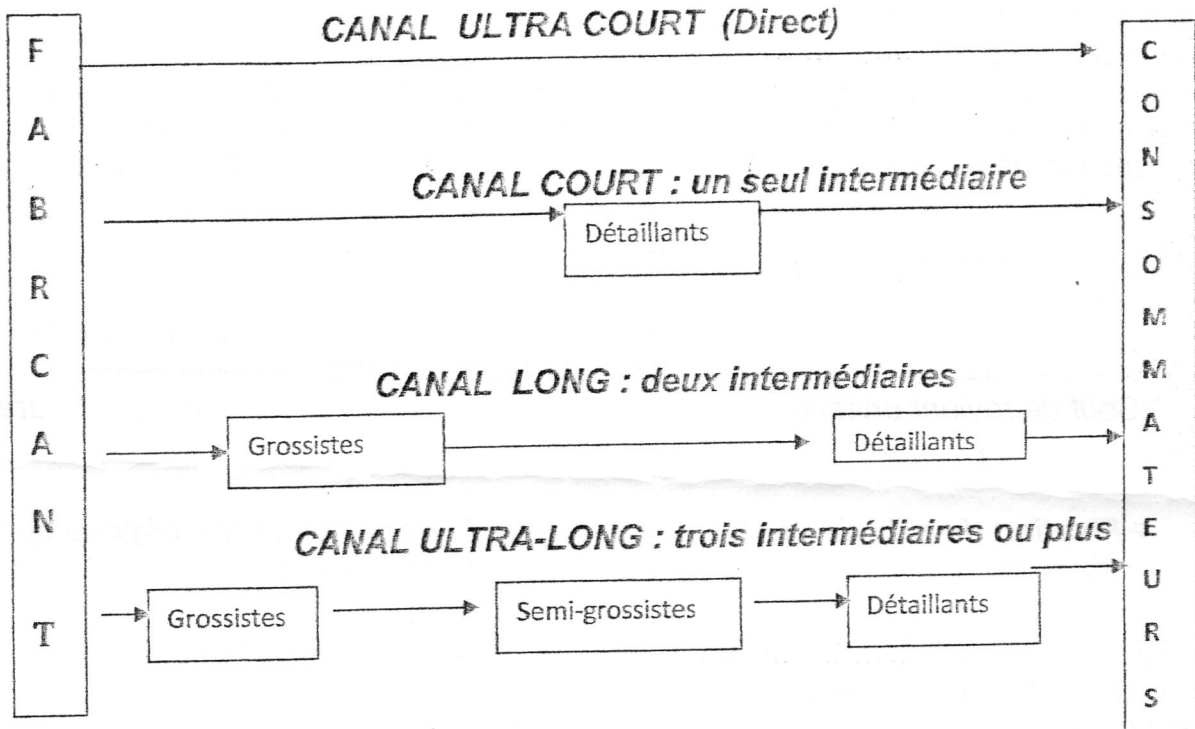 F
A
B
R
C
A
N
T
CANAL ULTRA COURT (Direct)
CANAL COURT : un seul intermédiaire
Détaillants
CANAL LONG : deux intermédiaires
Grossistes
Détaillants
CANAL ULTRA-LONG : trois intermédiaires ou plus
Grossistes
Semi-grossistes
Détaillants
C
O
N
S
O
M
M
A
T
E
U
R
S